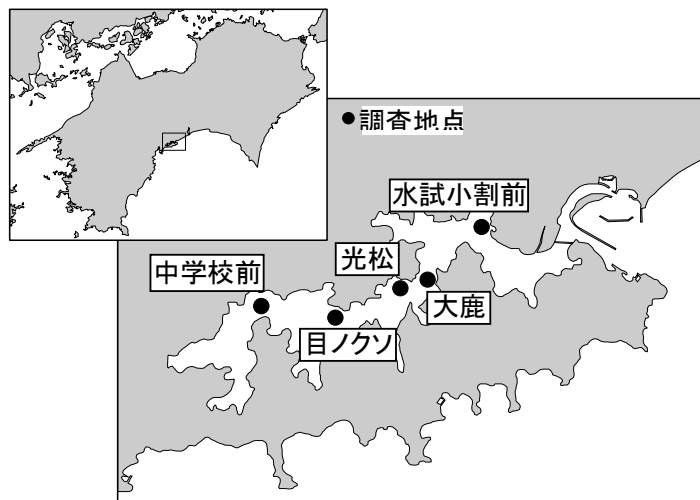 調査地点
水試小割前
光松
中学校前
大鹿
目ノクソ